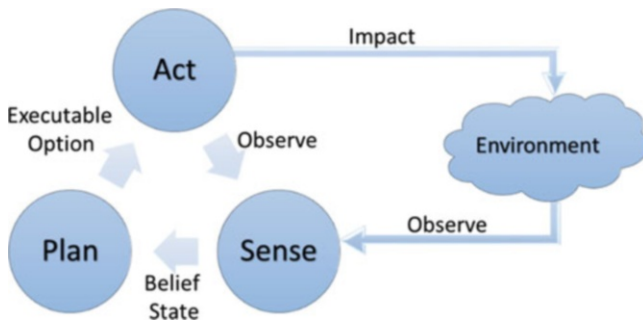 Impact
Act
Executable
Option
Observe
Environment
Observe
Plan
Sense
Belief
State